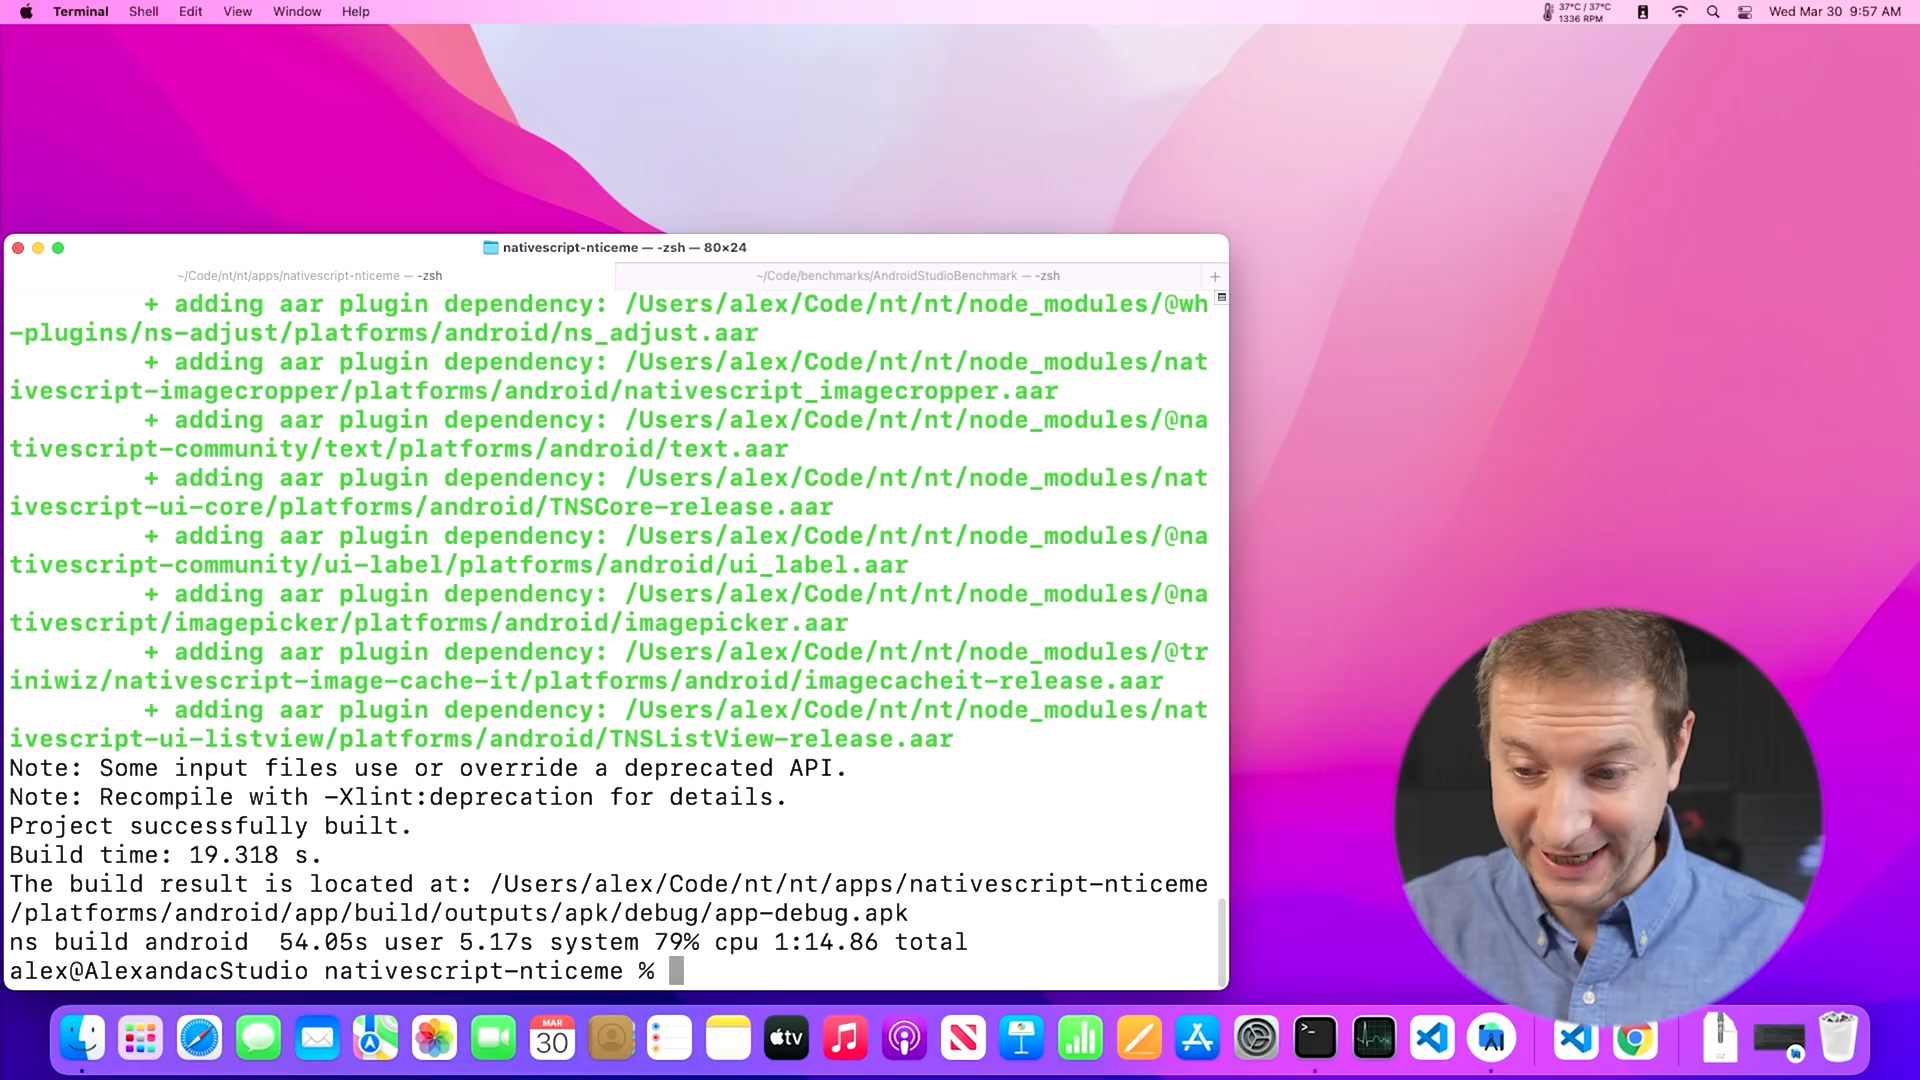 Terminal Shell Edit View Window Help 37°C / 37°C 1336 RPM Wed Mar 30 9:57 AM
nativescript-nticeme — -zsh — 80×24
~/Code/nt/nt/apps/nativescript-nticeme — -zsh ~/Code/benchmarks/AndroidStudioBenchmark — -zsh +
+ adding aar plugin dependency: /Users/alex/Code/nt/nt/node_modules/@wh
-plugins/ns-adjust/platforms/android/ns_adjust.aar
+ adding aar plugin dependency: /Users/alex/Code/nt/nt/node_modules/nat
ivescript-imagecropper/platforms/android/nativescript_imagecropper.aar
+ adding aar plugin dependency: /Users/alex/Code/nt/nt/node_modules/@na
tivescript-community/text/platforms/android/text.aar
+ adding aar plugin dependency: /Users/alex/Code/nt/nt/node_modules/nat
ivescript-ui-core/platforms/android/TNSCore-release.aar
+ adding aar plugin dependency: /Users/alex/Code/nt/nt/node_modules/@na
tivescript-community/ui-label/platforms/android/ui_label.aar
+ adding aar plugin dependency: /Users/alex/Code/nt/nt/node_modules/@na
tivescript/imagepicker/platforms/android/imagepicker.aar
+ adding aar plugin dependency: /Users/alex/Code/nt/nt/node_modules/@tr
iniwiz/nativescript-image-cache-it/platforms/android/imagecacheit-release.aar
+ adding aar plugin dependency: /Users/alex/Code/nt/nt/node_modules/nat
ivescript-ui-listview/platforms/android/TNSListView-release.aar
Note: Some input files use or override a deprecated API.
Note: Recompile with -Xlint:deprecation for details.
Project successfully built.
Build time: 19.318 s.
The build result is located at: /Users/alex/Code/nt/nt/apps/nativescript-nticeme
/platforms/android/app/build/outputs/apk/debug/app-debug.apk
ns build android  54.05s user 5.17s system 79% cpu 1:14.86 total
alex@AlexandacStudio nativescript-nticeme %
MAR
30
tv